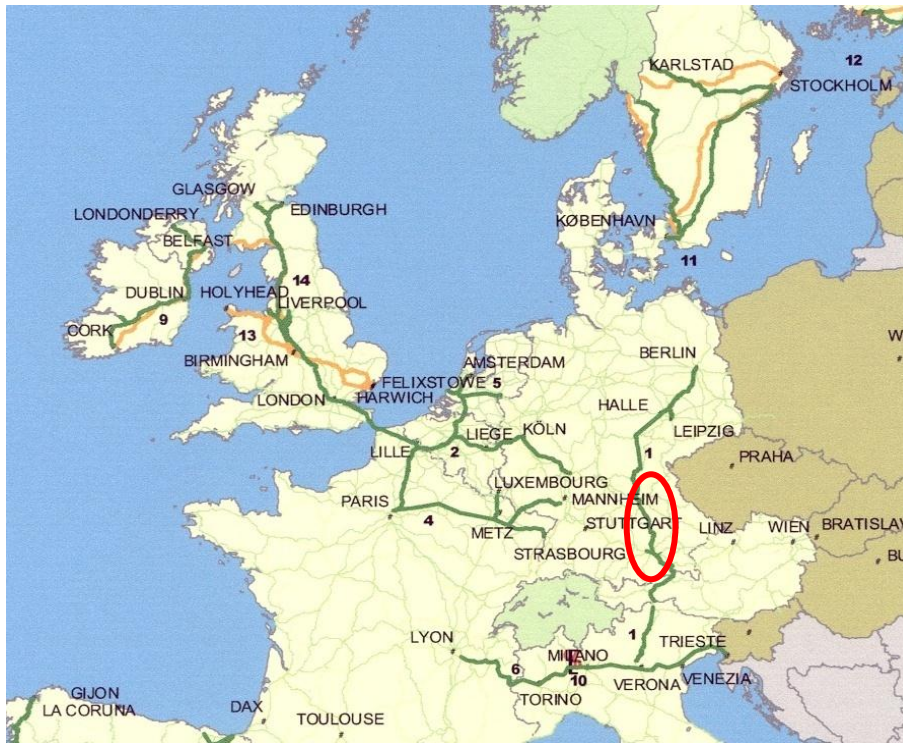 12
KARLSTAD
STOCKHOLM
GLASGOW
EDINBURGH
LONDONDERRY
BELFAST
KØBENHAVN
11
14
DUBLIN
HOLYHEAD
LIVERPOOL
9
CORK
13
BIRMINGHAM
AMSTERDAM
BERLIN
W
FELIXSTOWE
5
HARWICH
LONDON
HALLE
LIEGE
KÖLN
LEIPZIG
LILLE
2
1
PRAHA
LUXEMBOURG
PARIS
MANNHEIM
4
METZ
STUTTGART
LINZ
WIEN
BRATISLAV
STRASBOURG
BU
LYON
1
TRIESTE
MILANO
6
10
VERONA
VENEZIA
TORINO
GIJON
LA CORUNA
DAX
TOULOUSE